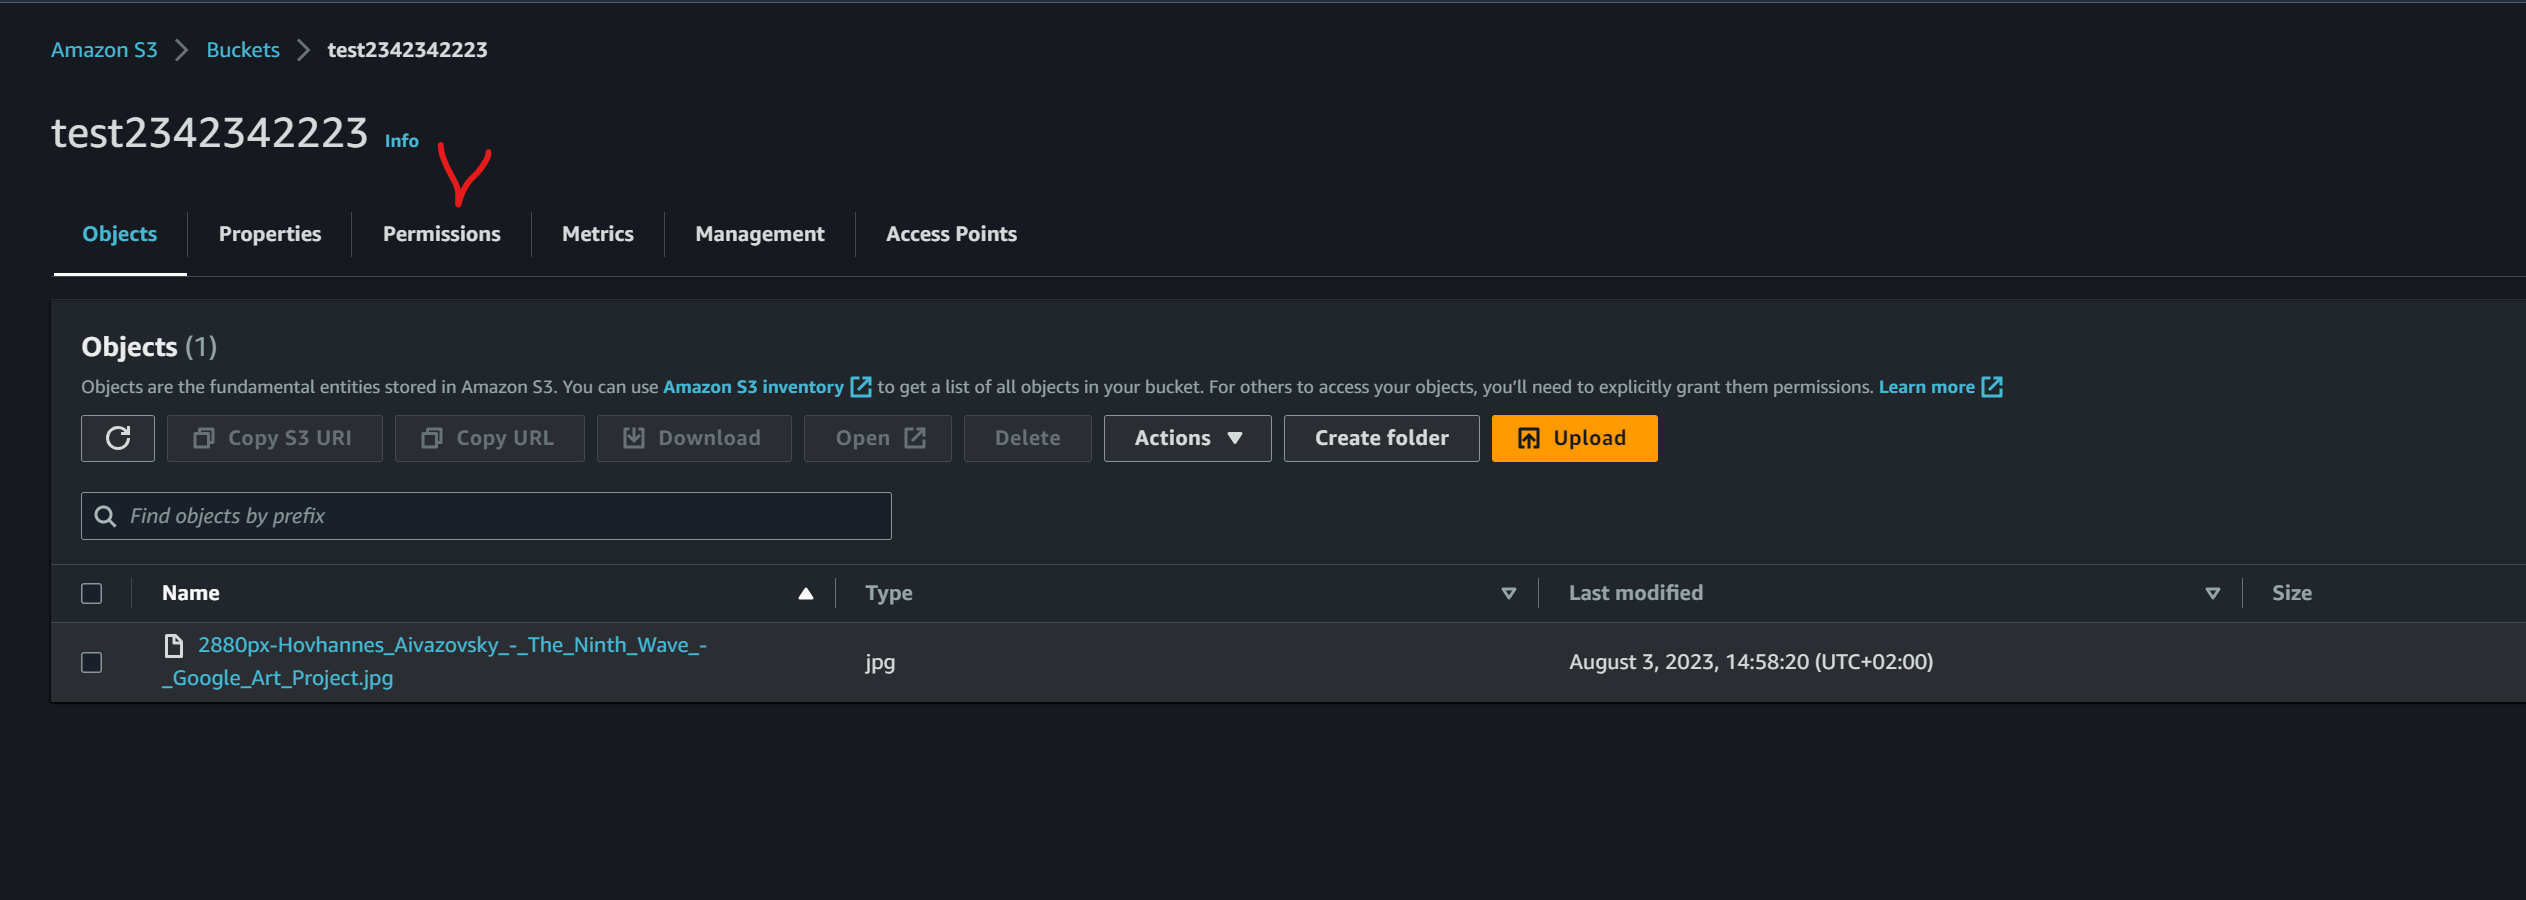 Amazon S3 > Buckets > test2342342223
test2342342223 Info
Objects Properties Permissions Metrics Management Access Points
Objects (1)
Objects are the fundamental entities stored in Amazon S3. You can use Amazon S3 inventory to get a list of all objects in your bucket. For others to access your objects, you’ll need to explicitly grant them permissions. Learn more
Copy S3 URI Copy URL Download Open Delete Actions Create folder Upload
Find objects by prefix
Name Type Last modified Size
2880px-Hovhannes_Aivazovsky_-_The_Ninth_Wave_-
_Google_Art_Project.jpg
jpg August 3, 2023, 14:58:20 (UTC+02:00)